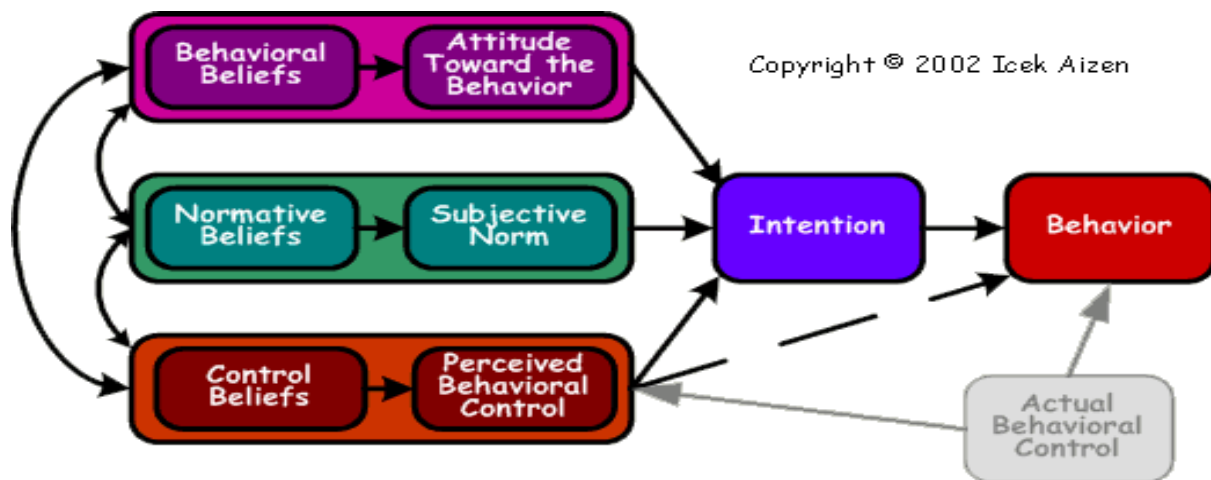 Behavioral
Beliefs
Attitude
Toward the
Behavior
Copyright © 2002 Icek Aizen
Normative
Beliefs
Subjective
Norm
Intention
Behavior
Control
Beliefs
Perceived
Behavioral
Control
Actual
Behavioral
Control